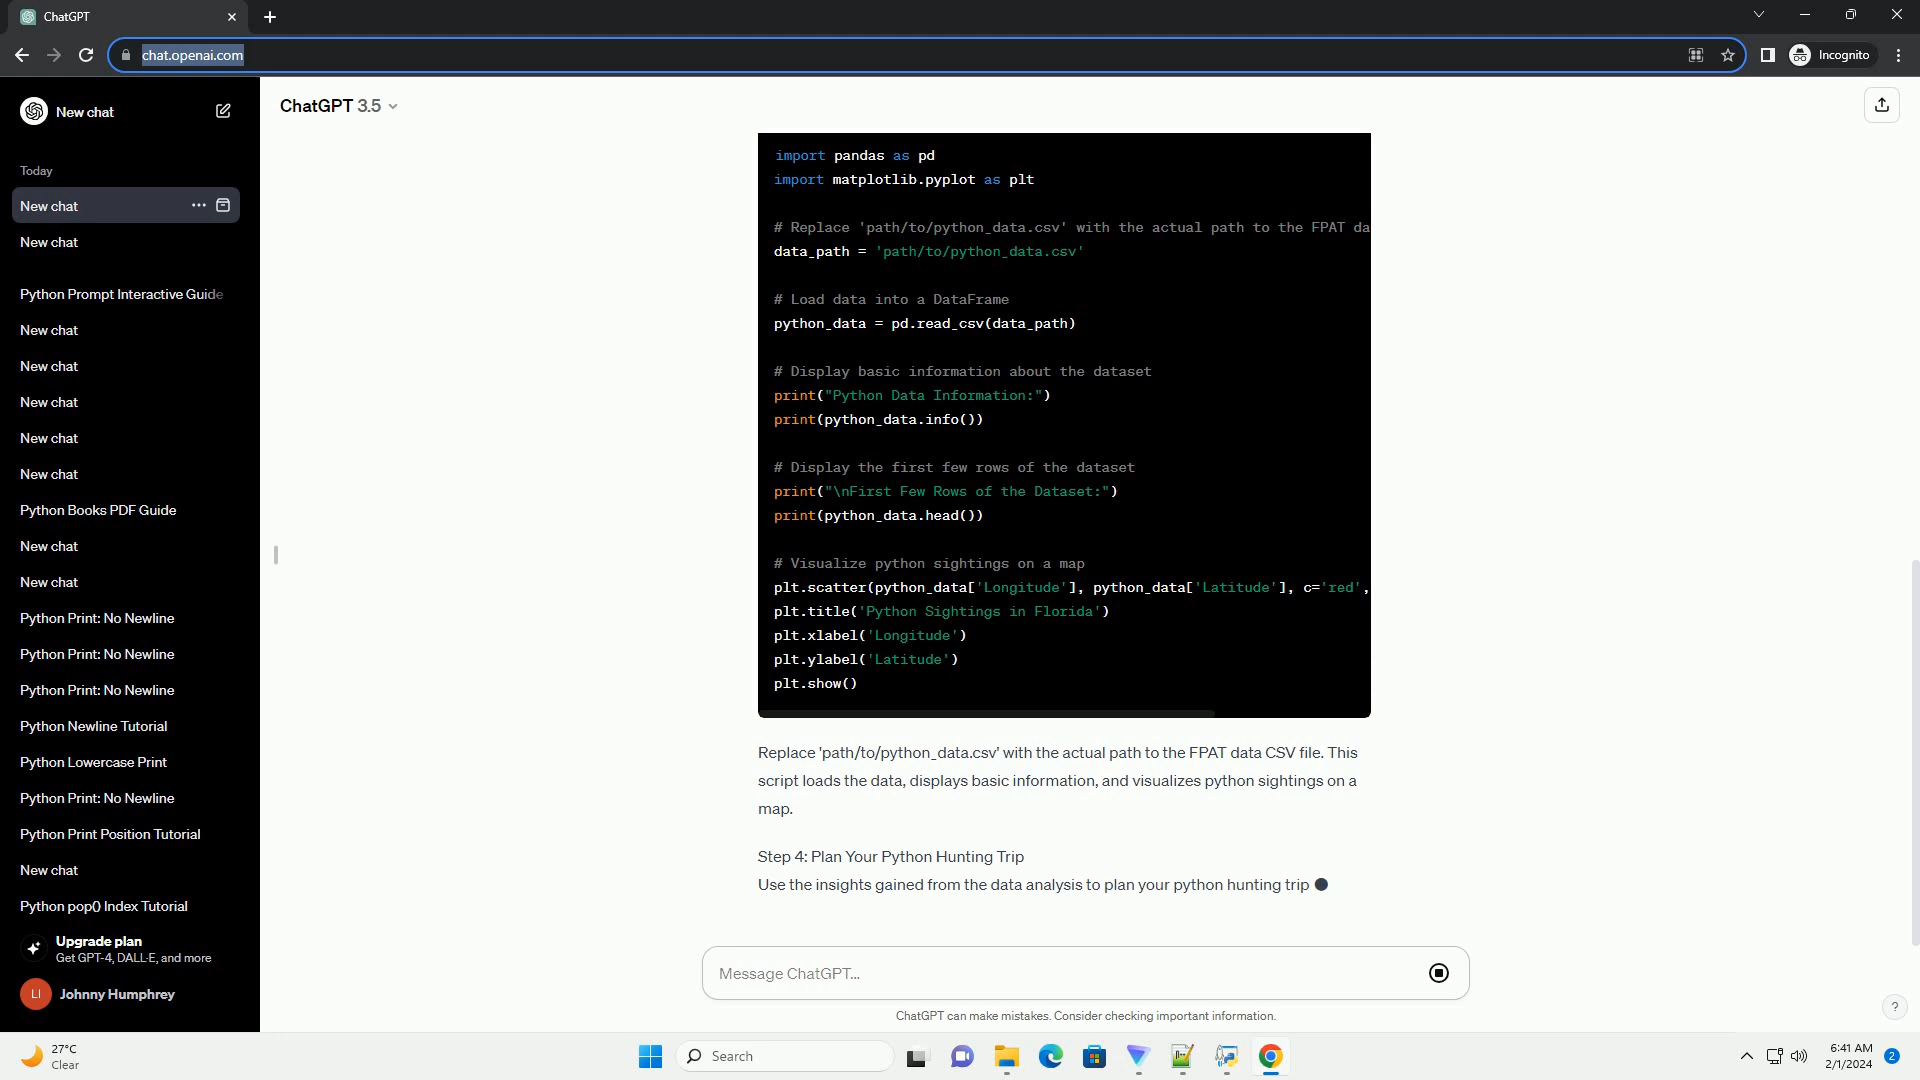 ChatGPT
chat.openai.com
Incognito
New chat
Today
New chat
New chat
Python Prompt Interactive Guide
New chat
New chat
New chat
New chat
New chat
Python Books PDF Guide
New chat
New chat
Python Print: No Newline
Python Print: No Newline
Python Print: No Newline
Python Newline Tutorial
Python Lowercase Print
Python Print: No Newline
Python Print Position Tutorial
New chat
Python pop() Index Tutorial
Upgrade plan
Get GPT-4, DALL·E, and more
LI
Johnny Humphrey
ChatGPT 3.5
import pandas as pd
import matplotlib.pyplot as plt
# Replace 'path/to/python_data.csv' with the actual path to the FPAT da
data_path = 'path/to/python_data.csv'
# Load data into a DataFrame
python_data = pd.read_csv(data_path)
# Display basic information about the dataset
print("Python Data Information:")
print(python_data.info())
# Display the first few rows of the dataset
print("\nFirst Few Rows of the Dataset:")
print(python_data.head())
# Visualize python sightings on a map
plt.scatter(python_data['Longitude'], python_data['Latitude'], c='red',
plt.title('Python Sightings in Florida')
plt.xlabel('Longitude')
plt.ylabel('Latitude')
plt.show()
Replace 'path/to/python_data.csv' with the actual path to the FPAT data CSV file. This
script loads the data, displays basic information, and visualizes python sightings on a
map.
Step 4: Plan Your Python Hunting Trip
Use the insights gained from the data analysis to plan your python hunting trip
Message ChatGPT...
ChatGPT can make mistakes. Consider checking important information.
?
27°C
Clear
Search
6:41 AM
2/1/2024
2